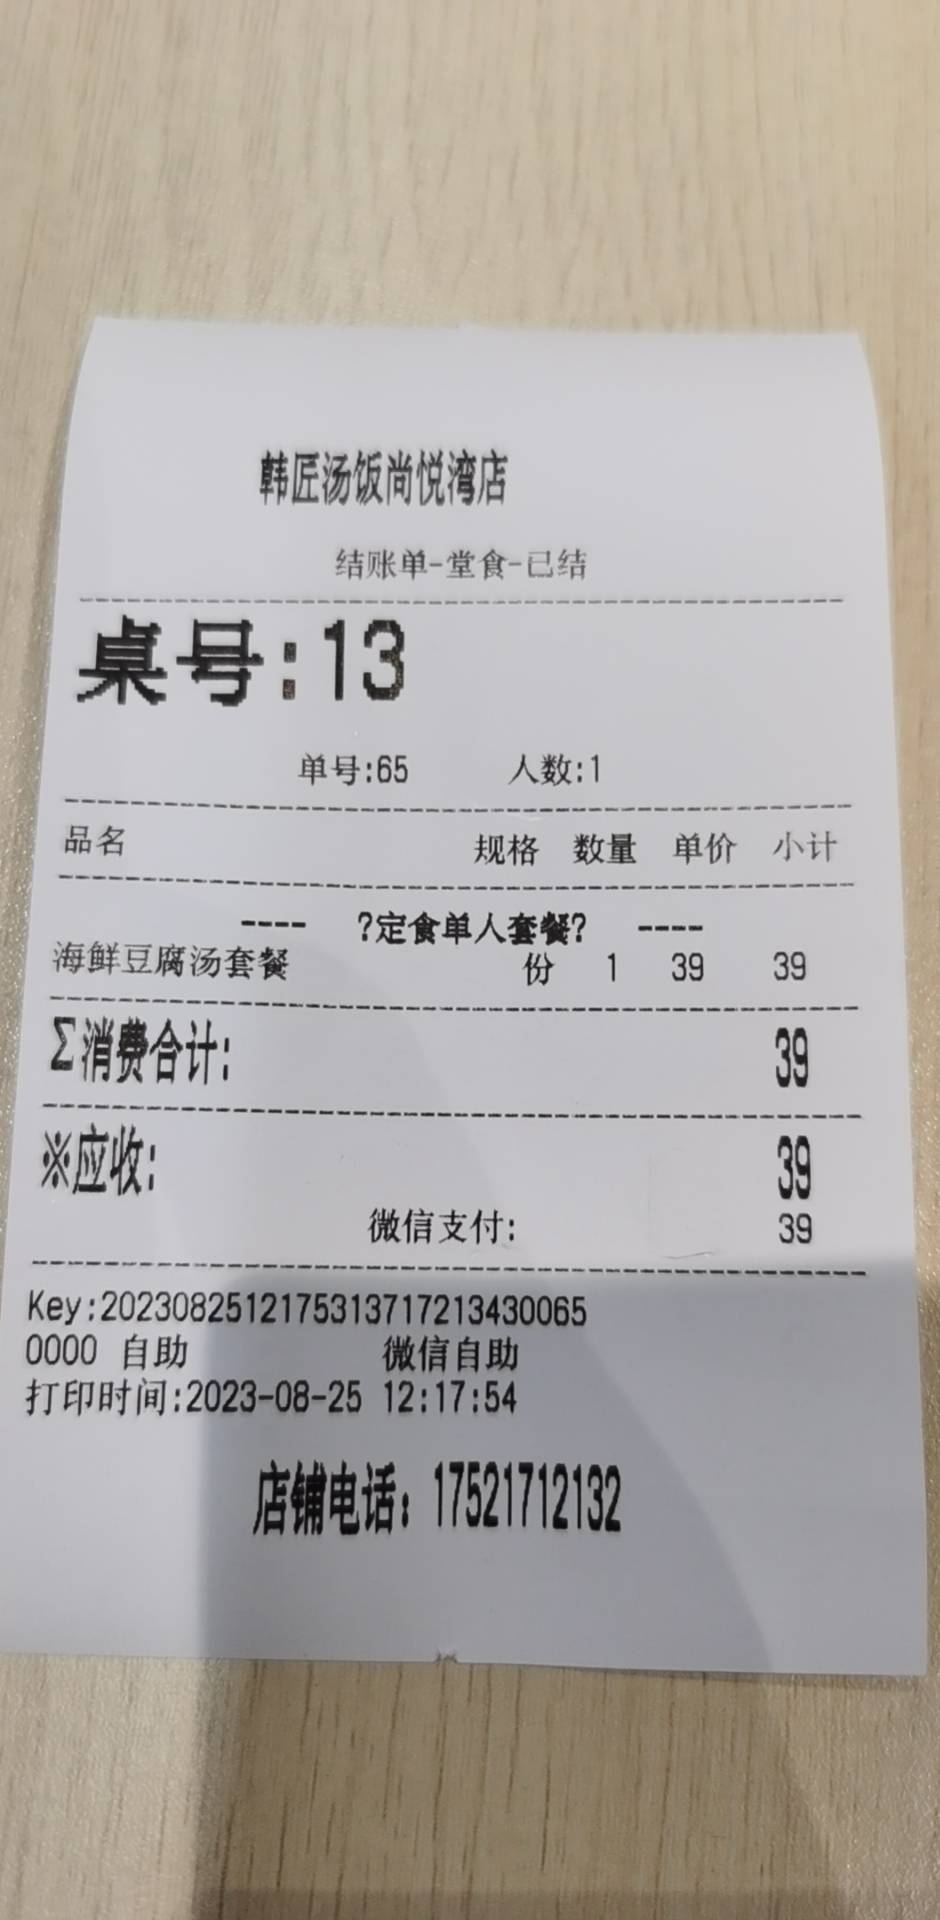 韩匠汤饭尚悦湾店
结账单-堂食-已结
桌号:13
单号:65 人数:1
品名 规格 数量 单价 小计
---- ?定食单人套餐? ----
海鲜豆腐汤套餐 份 1 39 39
Σ消费合计: 39
※应收: 39
微信支付: 39
Key:2023082512175313717213430065
0000 自助 微信自助
打印时间:2023-08-25 12:17:54
店铺电话：17521712132